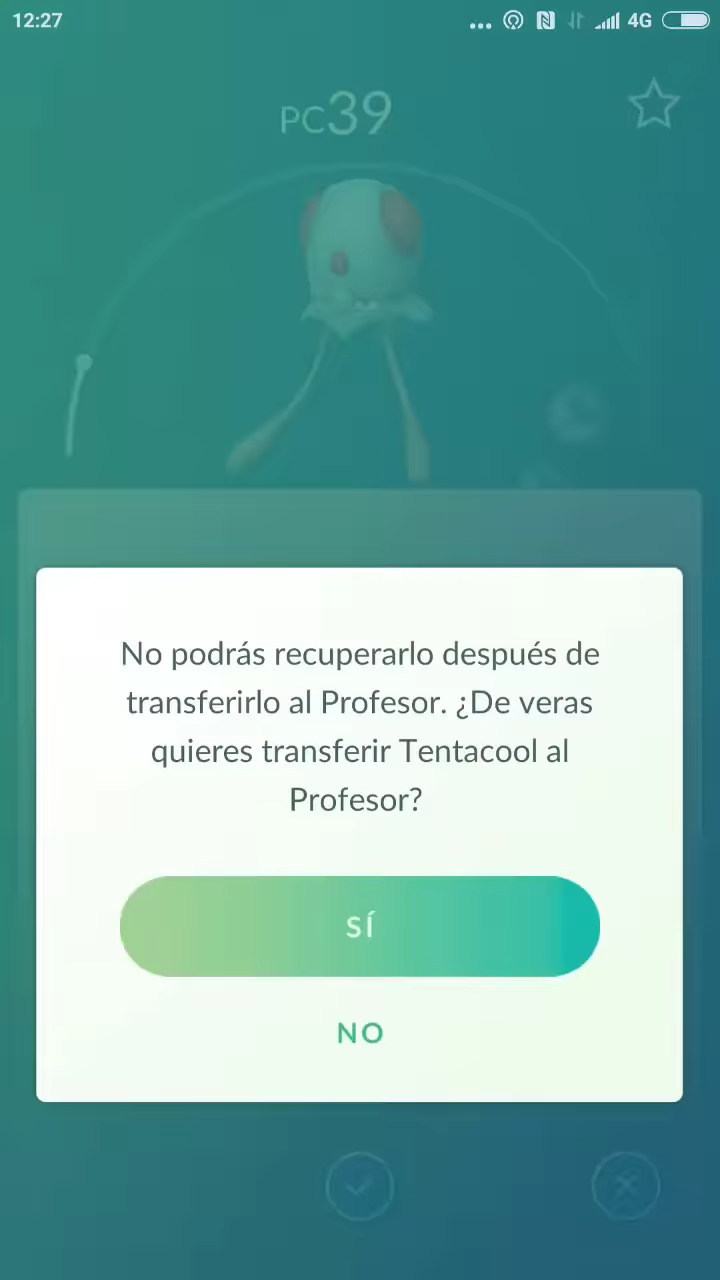 12:27
4G
PC39
No podrás recuperarlo después de
transferirlo al Profesor. ¿De veras
quieres transferir Tentacool al
Profesor?
SÍ
NO